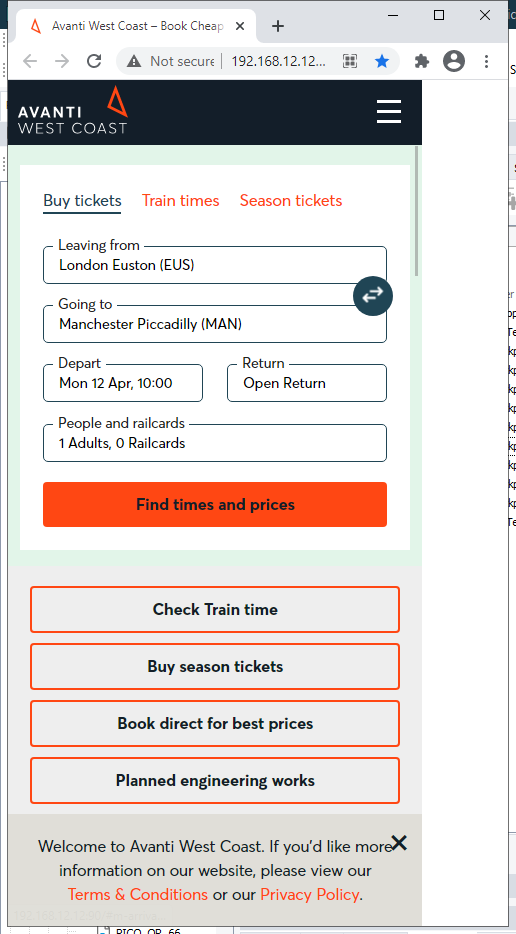 Avanti West Coast – Book Cheap
Not secure
192.168.12.12...
AVANTI
WEST COAST
Buy tickets
Train times
Season tickets
Leaving from
London Euston (EUS)
Going to
Manchester Piccadilly (MAN)
Depart
Return
Mon 12 Apr, 10:00
Open Return
People and railcards
1 Adults, 0 Railcards
Find times and prices
Check Train time
Buy season tickets
Book direct for best prices
Planned engineering works
Welcome to Avanti West Coast. If you'd like more
information on our website, please view our
Terms & Conditions or our Privacy Policy.